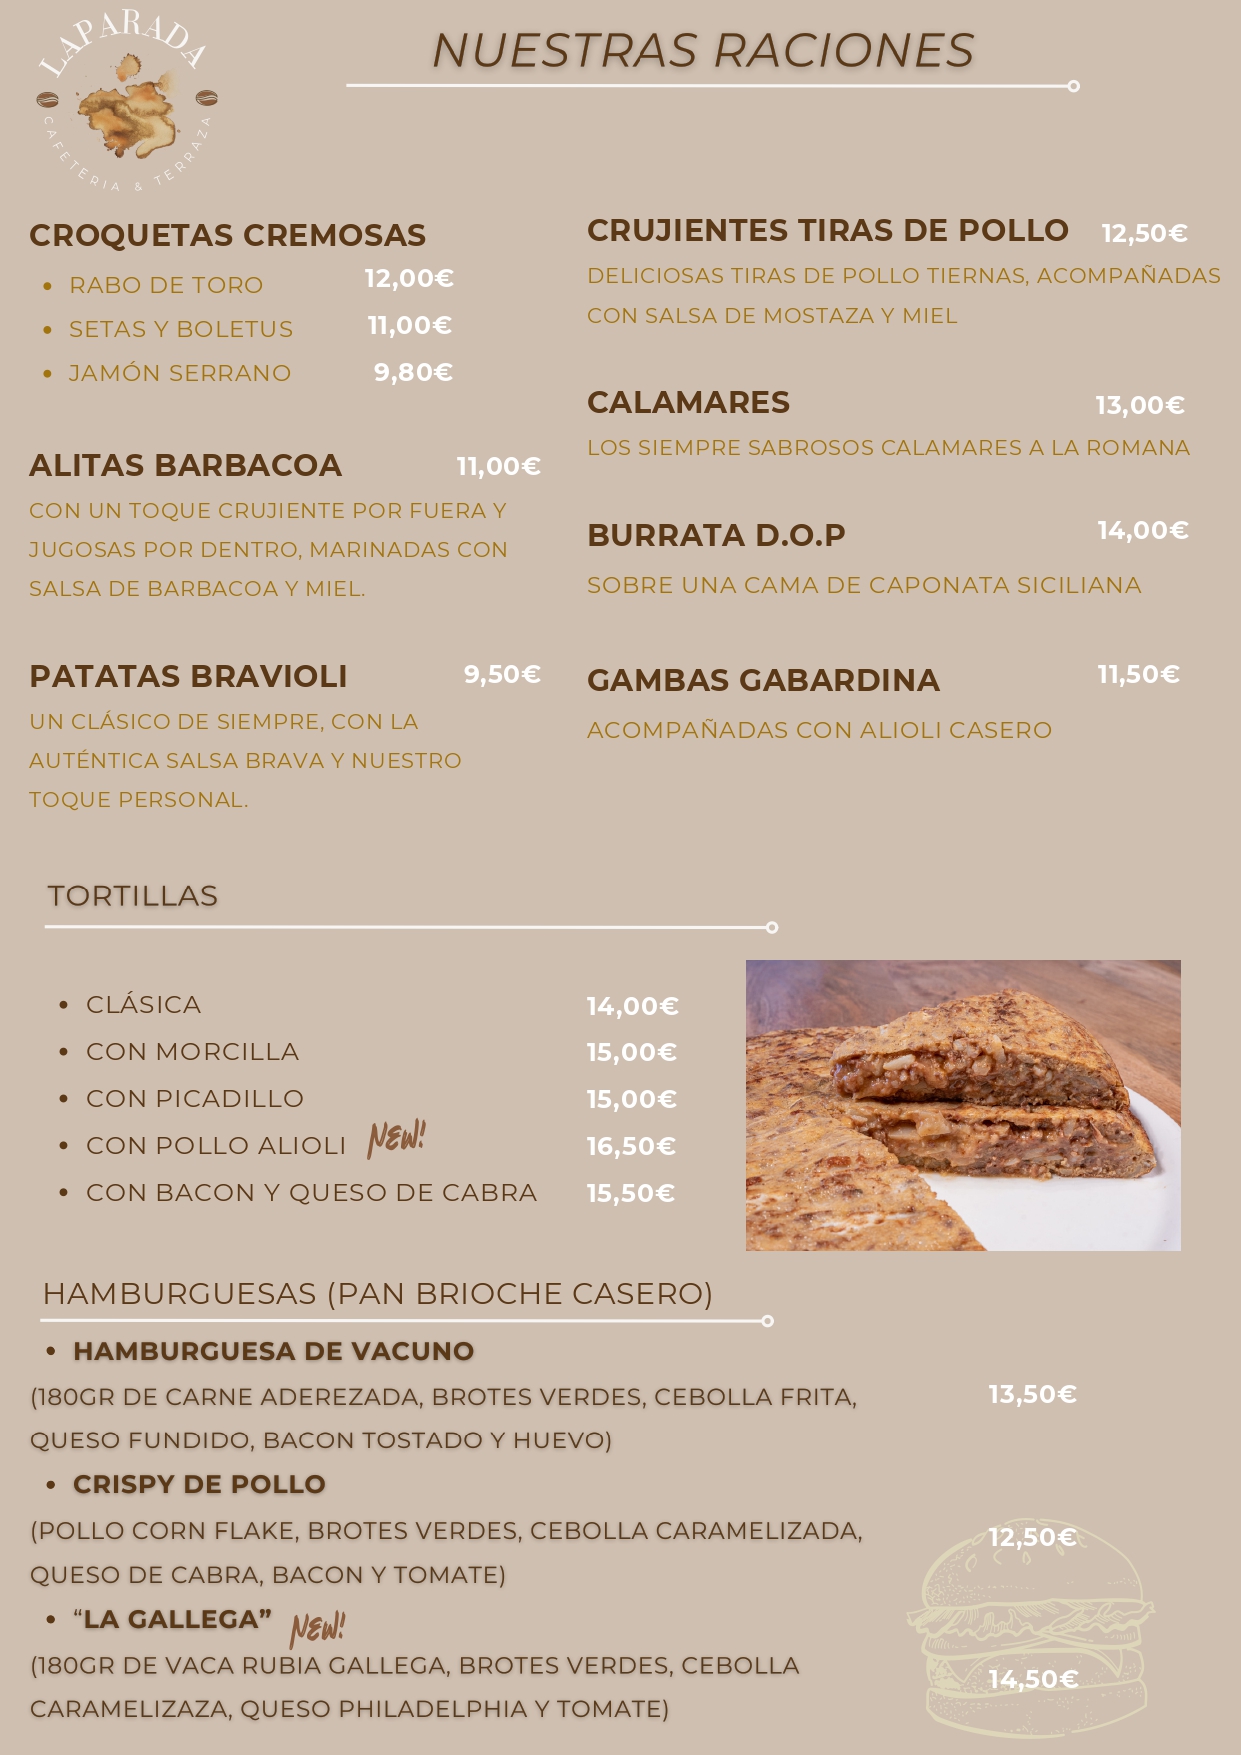 LAPARADA
CAFETERIA & TERRAZA
NUESTRAS RACIONES
CROQUETAS CREMOSAS
• RABO DE TORO 12,00€
• SETAS Y BOLETUS 11,00€
• JAMÓN SERRANO 9,80€
ALITAS BARBACOA 11,00€
CON UN TOQUE CRUJIENTE POR FUERA Y
JUGOSAS POR DENTRO, MARINADAS CON
SALSA DE BARBACOA Y MIEL.
PATATAS BRAVIOLI 9,50€
UN CLÁSICO DE SIEMPRE, CON LA
AUTÉNTICA SALSA BRAVA Y NUESTRO
TOQUE PERSONAL.
CRUJIENTES TIRAS DE POLLO 12,50€
DELICIOSAS TIRAS DE POLLO TIERNAS, ACOMPAÑADAS
CON SALSA DE MOSTAZA Y MIEL
CALAMARES 13,00€
LOS SIEMPRE SABROSOS CALAMARES A LA ROMANA
BURRATA D.O.P 14,00€
SOBRE UNA CAMA DE CAPONATA SICILIANA
GAMBAS GABARDINA 11,50€
ACOMPAÑADAS CON ALIOLI CASERO
TORTILLAS
• CLÁSICA 14,00€
• CON MORCILLA 15,00€
• CON PICADILLO 15,00€
• CON POLLO ALIOLI NEW! 16,50€
• CON BACON Y QUESO DE CABRA 15,50€
HAMBURGUESAS (PAN BRIOCHE CASERO)
• HAMBURGUESA DE VACUNO
(180GR DE CARNE ADEREZADA, BROTES VERDES, CEBOLLA FRITA, 13,50€
QUESO FUNDIDO, BACON TOSTADO Y HUEVO)
• CRISPY DE POLLO
(POLLO CORN FLAKE, BROTES VERDES, CEBOLLA CARAMELIZADA, 12,50€
QUESO DE CABRA, BACON Y TOMATE)
• “LA GALLEGA” NEW!
(180GR DE VACA RUBIA GALLEGA, BROTES VERDES, CEBOLLA 14,50€
CARAMELIZAZA, QUESO PHILADELPHIA Y TOMATE)